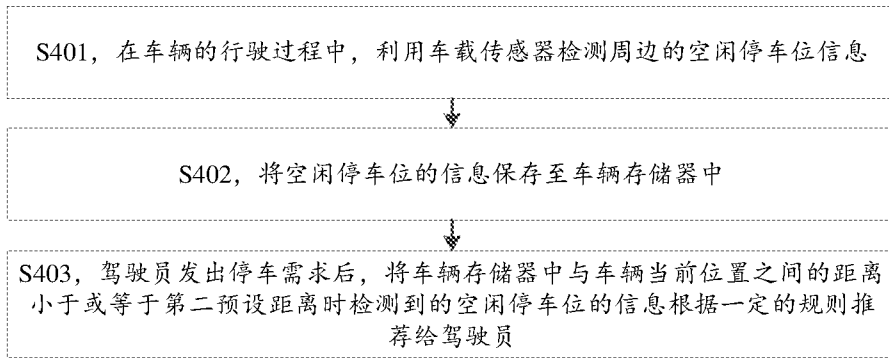 S401，在车辆的行驶过程中，利用车载传感器检测周边的空闲停车位信息
S402，将空闲停车位的信息保存至车辆存储器中
S403，驾驶员发出停车需求后，将车辆存储器中与车辆当前位置之间的距离
小于或等于第二预设距离时检测到的空闲停车位的信息根据一定的规则推
荐给驾驶员